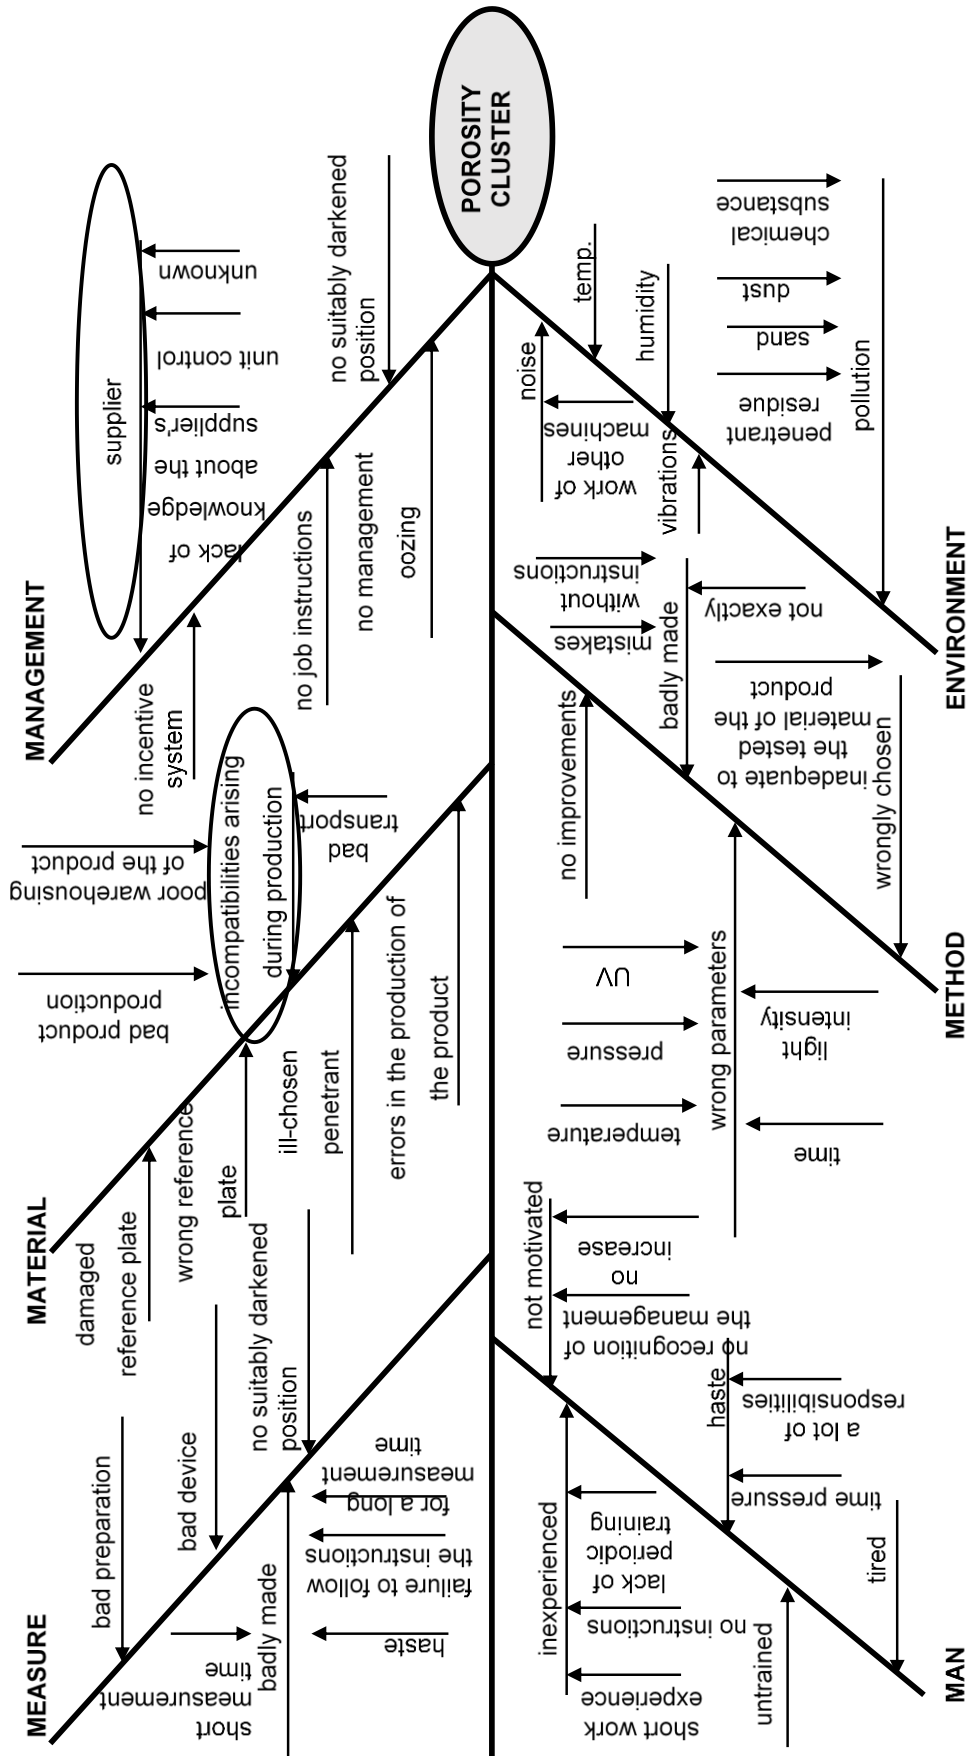 MEASURE
bad preparation
bad device
no suitably darkened
position
badly made
short
measurement
time
for a long
measurement
time
failure to follow
the instructions
haste
MATERIAL
damaged
reference plate
wrong reference
plate
ill-chosen
penetrant
errors in the production of
the product
incompatibilities arising
during production
bad product
production
poor warehousing
of the product
bad
transport
MANAGEMENT
no incentive
system
no job instructions
no management
oozing
no suitably darkened
position
supplier
lack of
knowledge
about the
supplier's
unit control
unknown
POROSITY
CLUSTER
MAN
tired
untrained
inexperienced
short work
experience
no instructions
lack of
periodic
training
haste
time pressure
a lot of
responsibilities
not motivated
no recognition of
the management
no
increase
METHOD
wrong parameters
temperature
pressure
UV
time
light
intensity
no improvements
badly made
mistakes
without
instructions
not exactly
wrongly chosen
inadequate to
the tested
material of the
product
ENVIRONMENT
noise
work of
other
machines
temp.
humidity
vibrations
pollution
penetrant
residue
sand
dust
chemical
substance